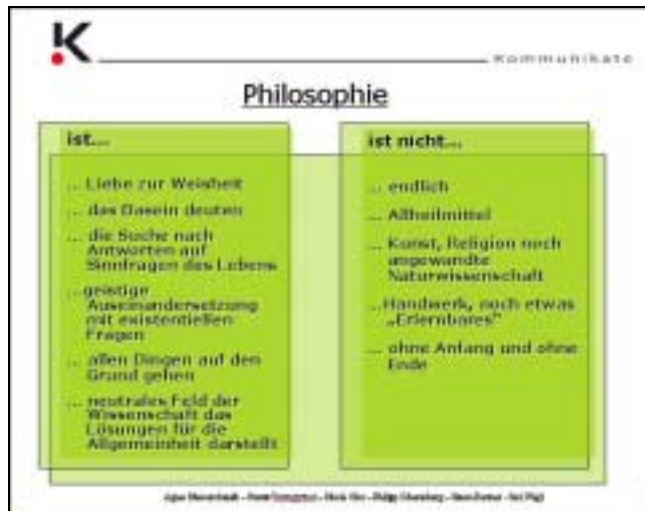 K
Kommunikate
Philosophie
ist...
... Liebe zur Weisheit
... das Dasein deuten
... die Suche nach
Antworten auf
Sinnfragen des Lebens
...geistige
Auseinandersetzung
mit existentiellen
Fragen
... allen Dingen auf den
Grund gehen
... neutrales Feld der
Wissenschaft das
Lösungen für die
Allgemeinheit darstellt
ist nicht...
... endlich
... Allheilmittel
... Kunst, Religion noch
angewandte
Naturwissenschaft
...Handwerk, noch etwas
„Erlernbares"
... ohne Anfang und ohne
Ende